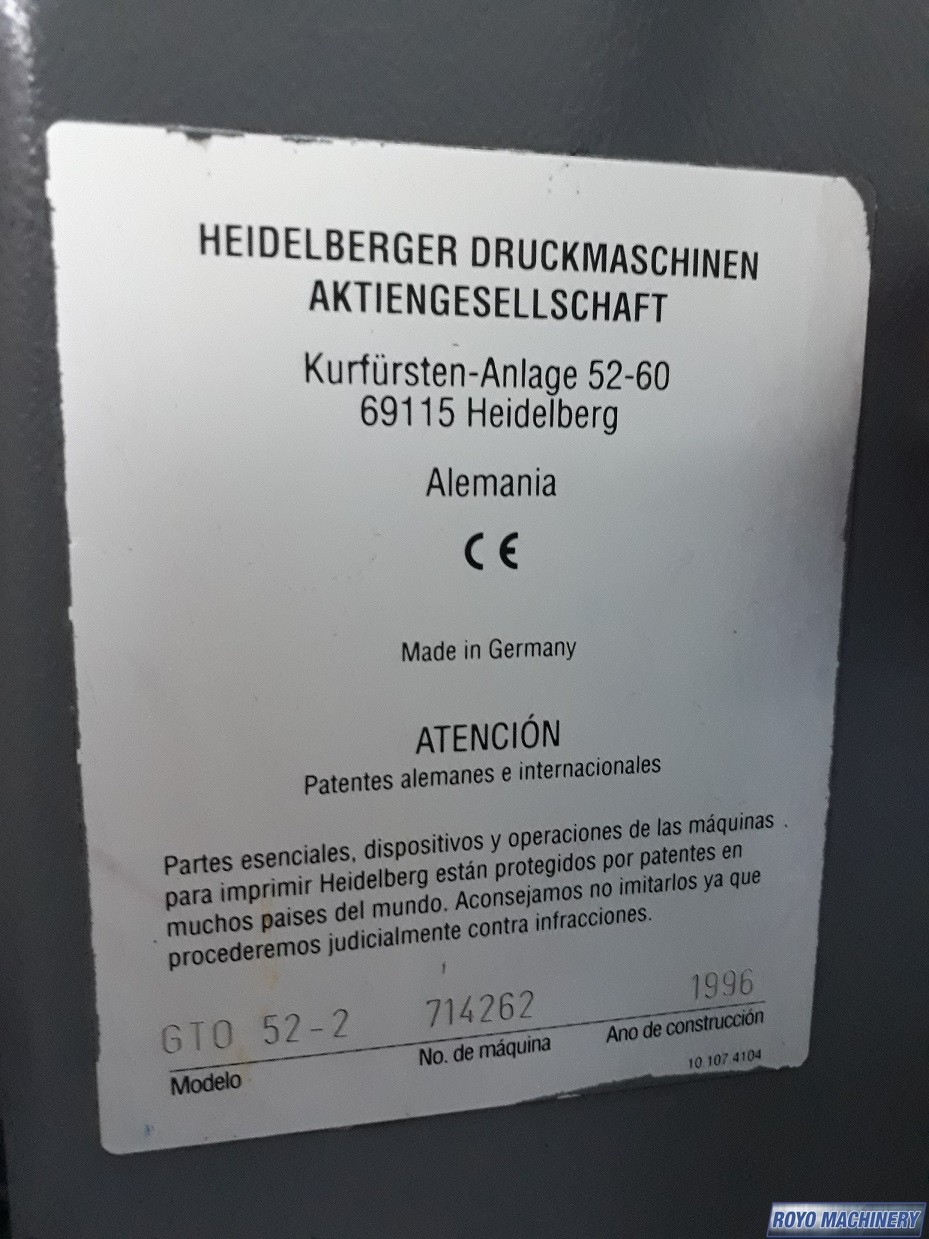 HEIDELBERGER DRUCKMASCHINEN
AKTIENGESELLSCHAFT
Kurfürsten-Anlage 52-60
69115 Heidelberg
Alemania
CE
Made in Germany
ATENCIÓN
Patentes alemanes e internacionales
Partes esenciales, dispositivos y operaciones de las máquinas
para imprimir Heidelberg están protegidos por patentes en
muchos paises del mundo. Aconsejamos no imitarlos ya que
procederemos judicialmente contra infracciones.
GTO 52-2 714262 1996
Modelo No. de máquina Ano de construcción
10 107 4104
ROYO MACHINERY